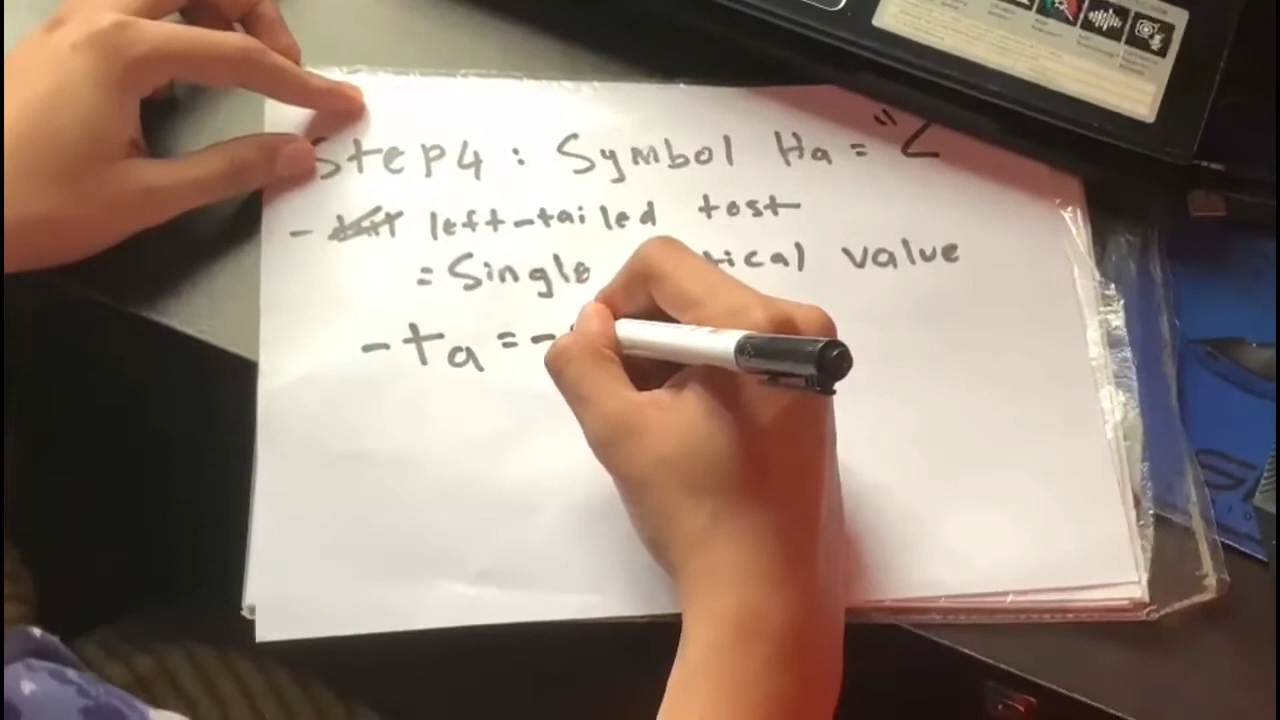 Step4 : Symbol Ha = "<
- left-tailed test
= Single value
-ta = -